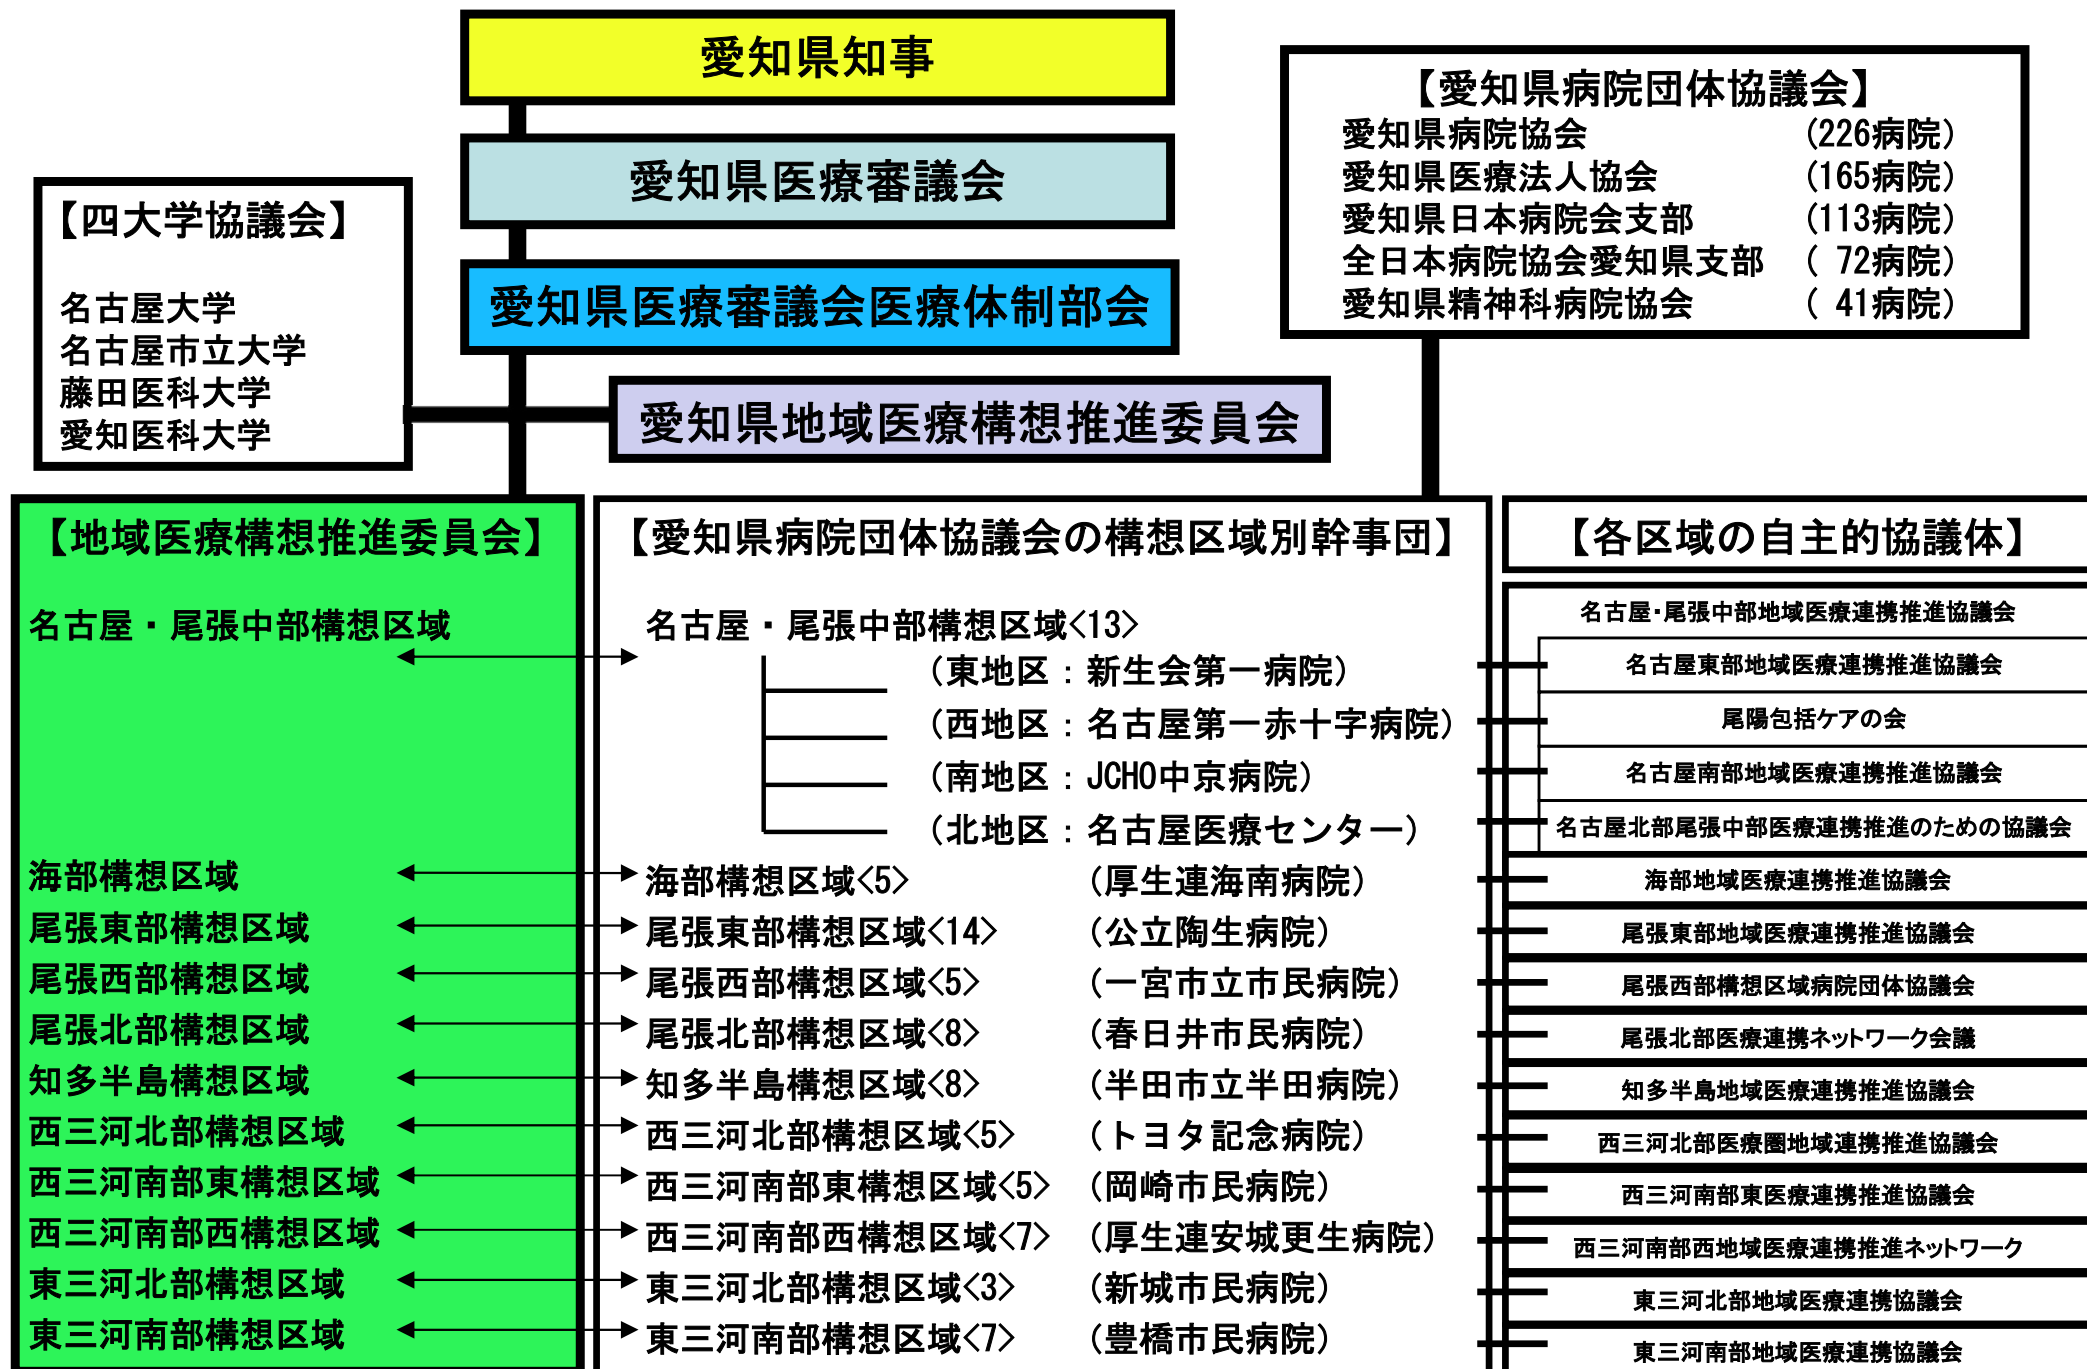 愛知県知事
愛知県医療審議会
愛知県医療審議会医療体制部会
愛知県地域医療構想推進委員会
【四大学協議会】
名古屋大学
名古屋市立大学
藤田医科大学
愛知医科大学
【愛知県病院団体協議会】
愛知県病院協会 (226病院)
愛知県医療法人協会 (165病院)
愛知県日本病院会支部 (113病院)
全日本病院協会愛知県支部 ( 72病院)
愛知県精神科病院協会 ( 41病院)
【地域医療構想推進委員会】
名古屋・尾張中部構想区域
海部構想区域
尾張東部構想区域
尾張西部構想区域
尾張北部構想区域
知多半島構想区域
西三河北部構想区域
西三河南部東構想区域
西三河南部西構想区域
東三河北部構想区域
東三河南部構想区域
【愛知県病院団体協議会の構想区域別幹事団】
名古屋・尾張中部構想区域<13>
(東地区：新生会第一病院)
(西地区：名古屋第一赤十字病院)
(南地区：JCHO中京病院)
(北地区：名古屋医療センター)
海部構想区域<5> (厚生連海南病院)
尾張東部構想区域<14> (公立陶生病院)
尾張西部構想区域<5> (一宮市立市民病院)
尾張北部構想区域<8> (春日井市民病院)
知多半島構想区域<8> (半田市立半田病院)
西三河北部構想区域<5> (トヨタ記念病院)
西三河南部東構想区域<5> (岡崎市民病院)
西三河南部西構想区域<7> (厚生連安城更生病院)
東三河北部構想区域<3> (新城市民病院)
東三河南部構想区域<7> (豊橋市民病院)
【各区域の自主的協議体】
名古屋・尾張中部地域医療連携推進協議会
名古屋東部地域医療連携推進協議会
尾陽包括ケアの会
名古屋南部地域医療連携推進協議会
名古屋北部尾張中部医療連携推進のための協議会
海部地域医療連携推進協議会
尾張東部地域医療連携推進協議会
尾張西部構想区域病院団体協議会
尾張北部医療連携ネットワーク会議
知多半島地域医療連携推進協議会
西三河北部医療圏地域連携推進協議会
西三河南部東医療連携推進協議会
西三河南部西地域医療連携推進ネットワーク
東三河北部地域医療連携協議会
東三河南部地域医療連携協議会